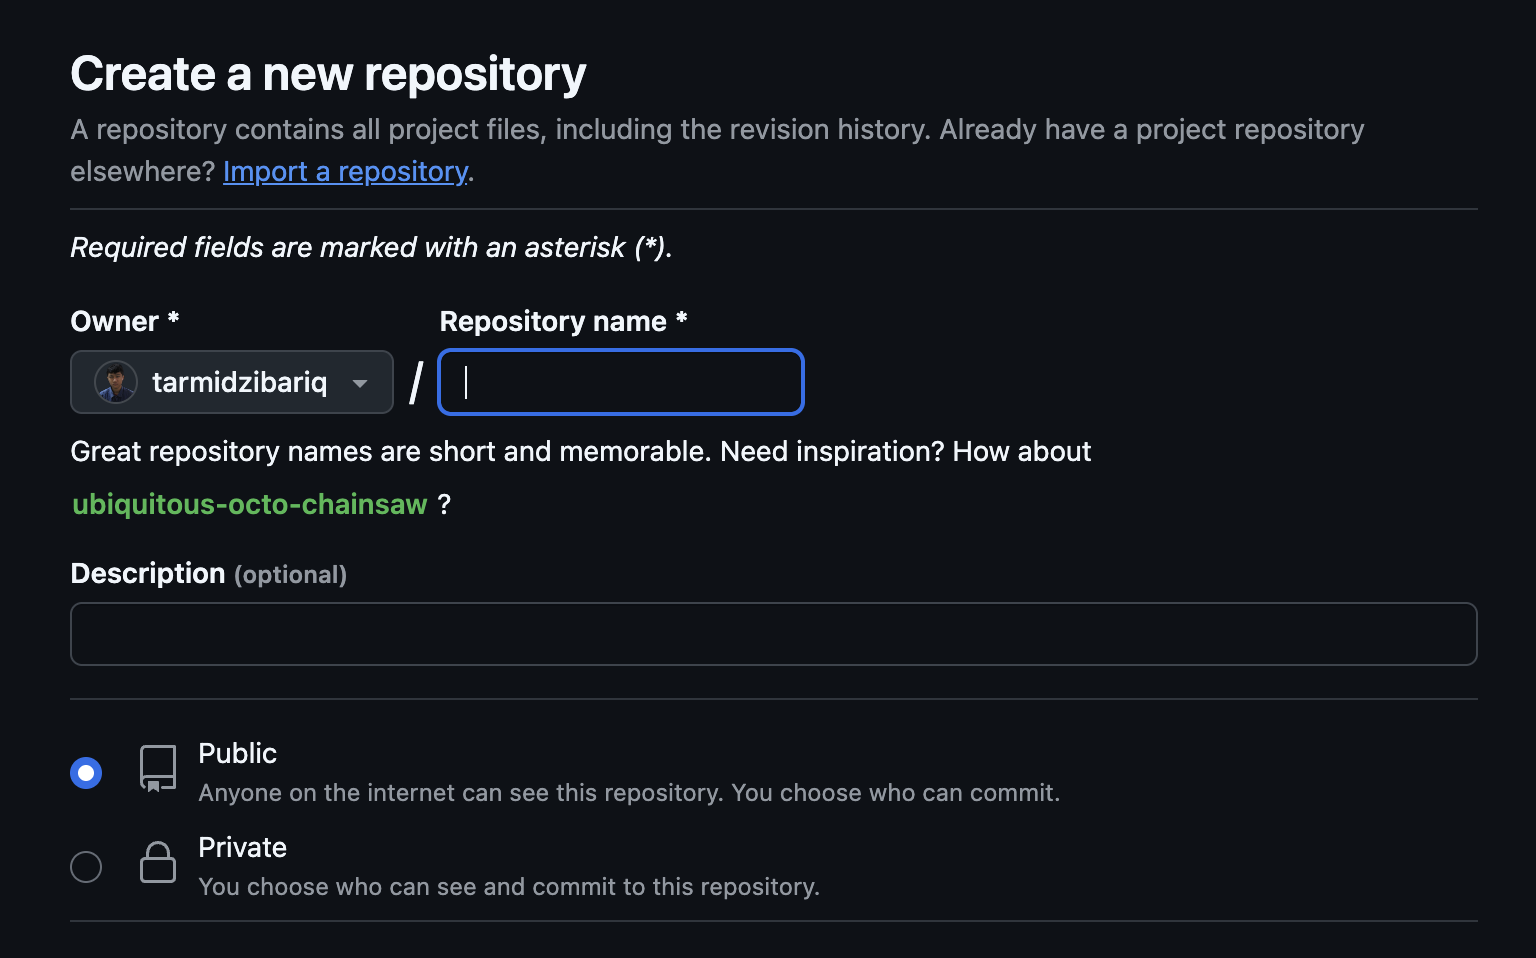 Create a new repository
A repository contains all project files, including the revision history. Already have a project repository
elsewhere? Import a repository.
Required fields are marked with an asterisk (*).
Owner *
Repository name *
tarmidzibariq
/
Great repository names are short and memorable. Need inspiration? How about
ubiquitous-octo-chainsaw ?
Description (optional)
Public
Anyone on the internet can see this repository. You choose who can commit.
Private
You choose who can see and commit to this repository.